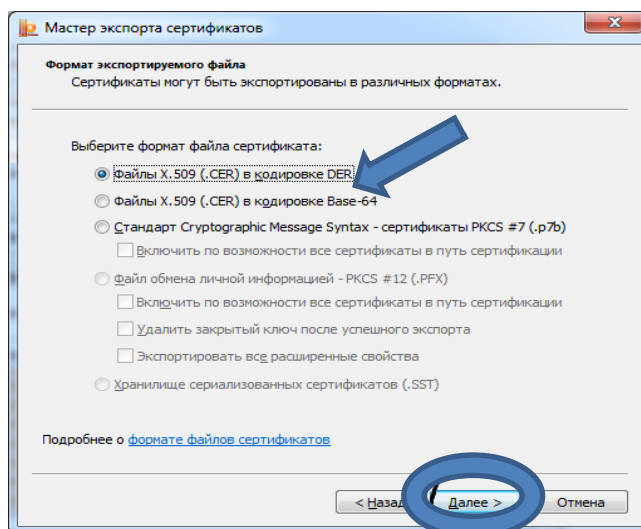 Мастер экспорта сертификатов
Формат экспортируемого файла
Сертификаты могут быть экспортированы в различных форматах.
Выберите формат файла сертификата:
Файлы X.509 (.CER) в кодировке DER
Файлы X.509 (.CER) в кодировке Base-64
Стандарт Cryptographic Message Syntax - сертификаты PKCS #7 (.p7b)
Включить по возможности все сертификаты в путь сертификации
Файл обмена личной информацией - PKCS #12 (.PFX)
Включить по возможности все сертификаты в путь сертификации
Удалить закрытый ключ после успешного экспорта
Экспортировать все расширенные свойства
Хранилище сериализованных сертификатов (.SST)
Подробнее о формате файлов сертификатов
< Назад Далее > Отмена